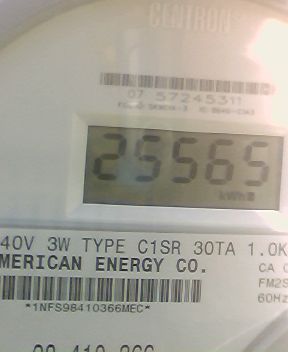 CENTRON
07 57245311
25565
kWh
40V 3W TYPE C1SR 30TA 1.0K
MERICAN ENERGY CO.
CA 0
FM2S
60Hz
*1NFS98410366MEC*